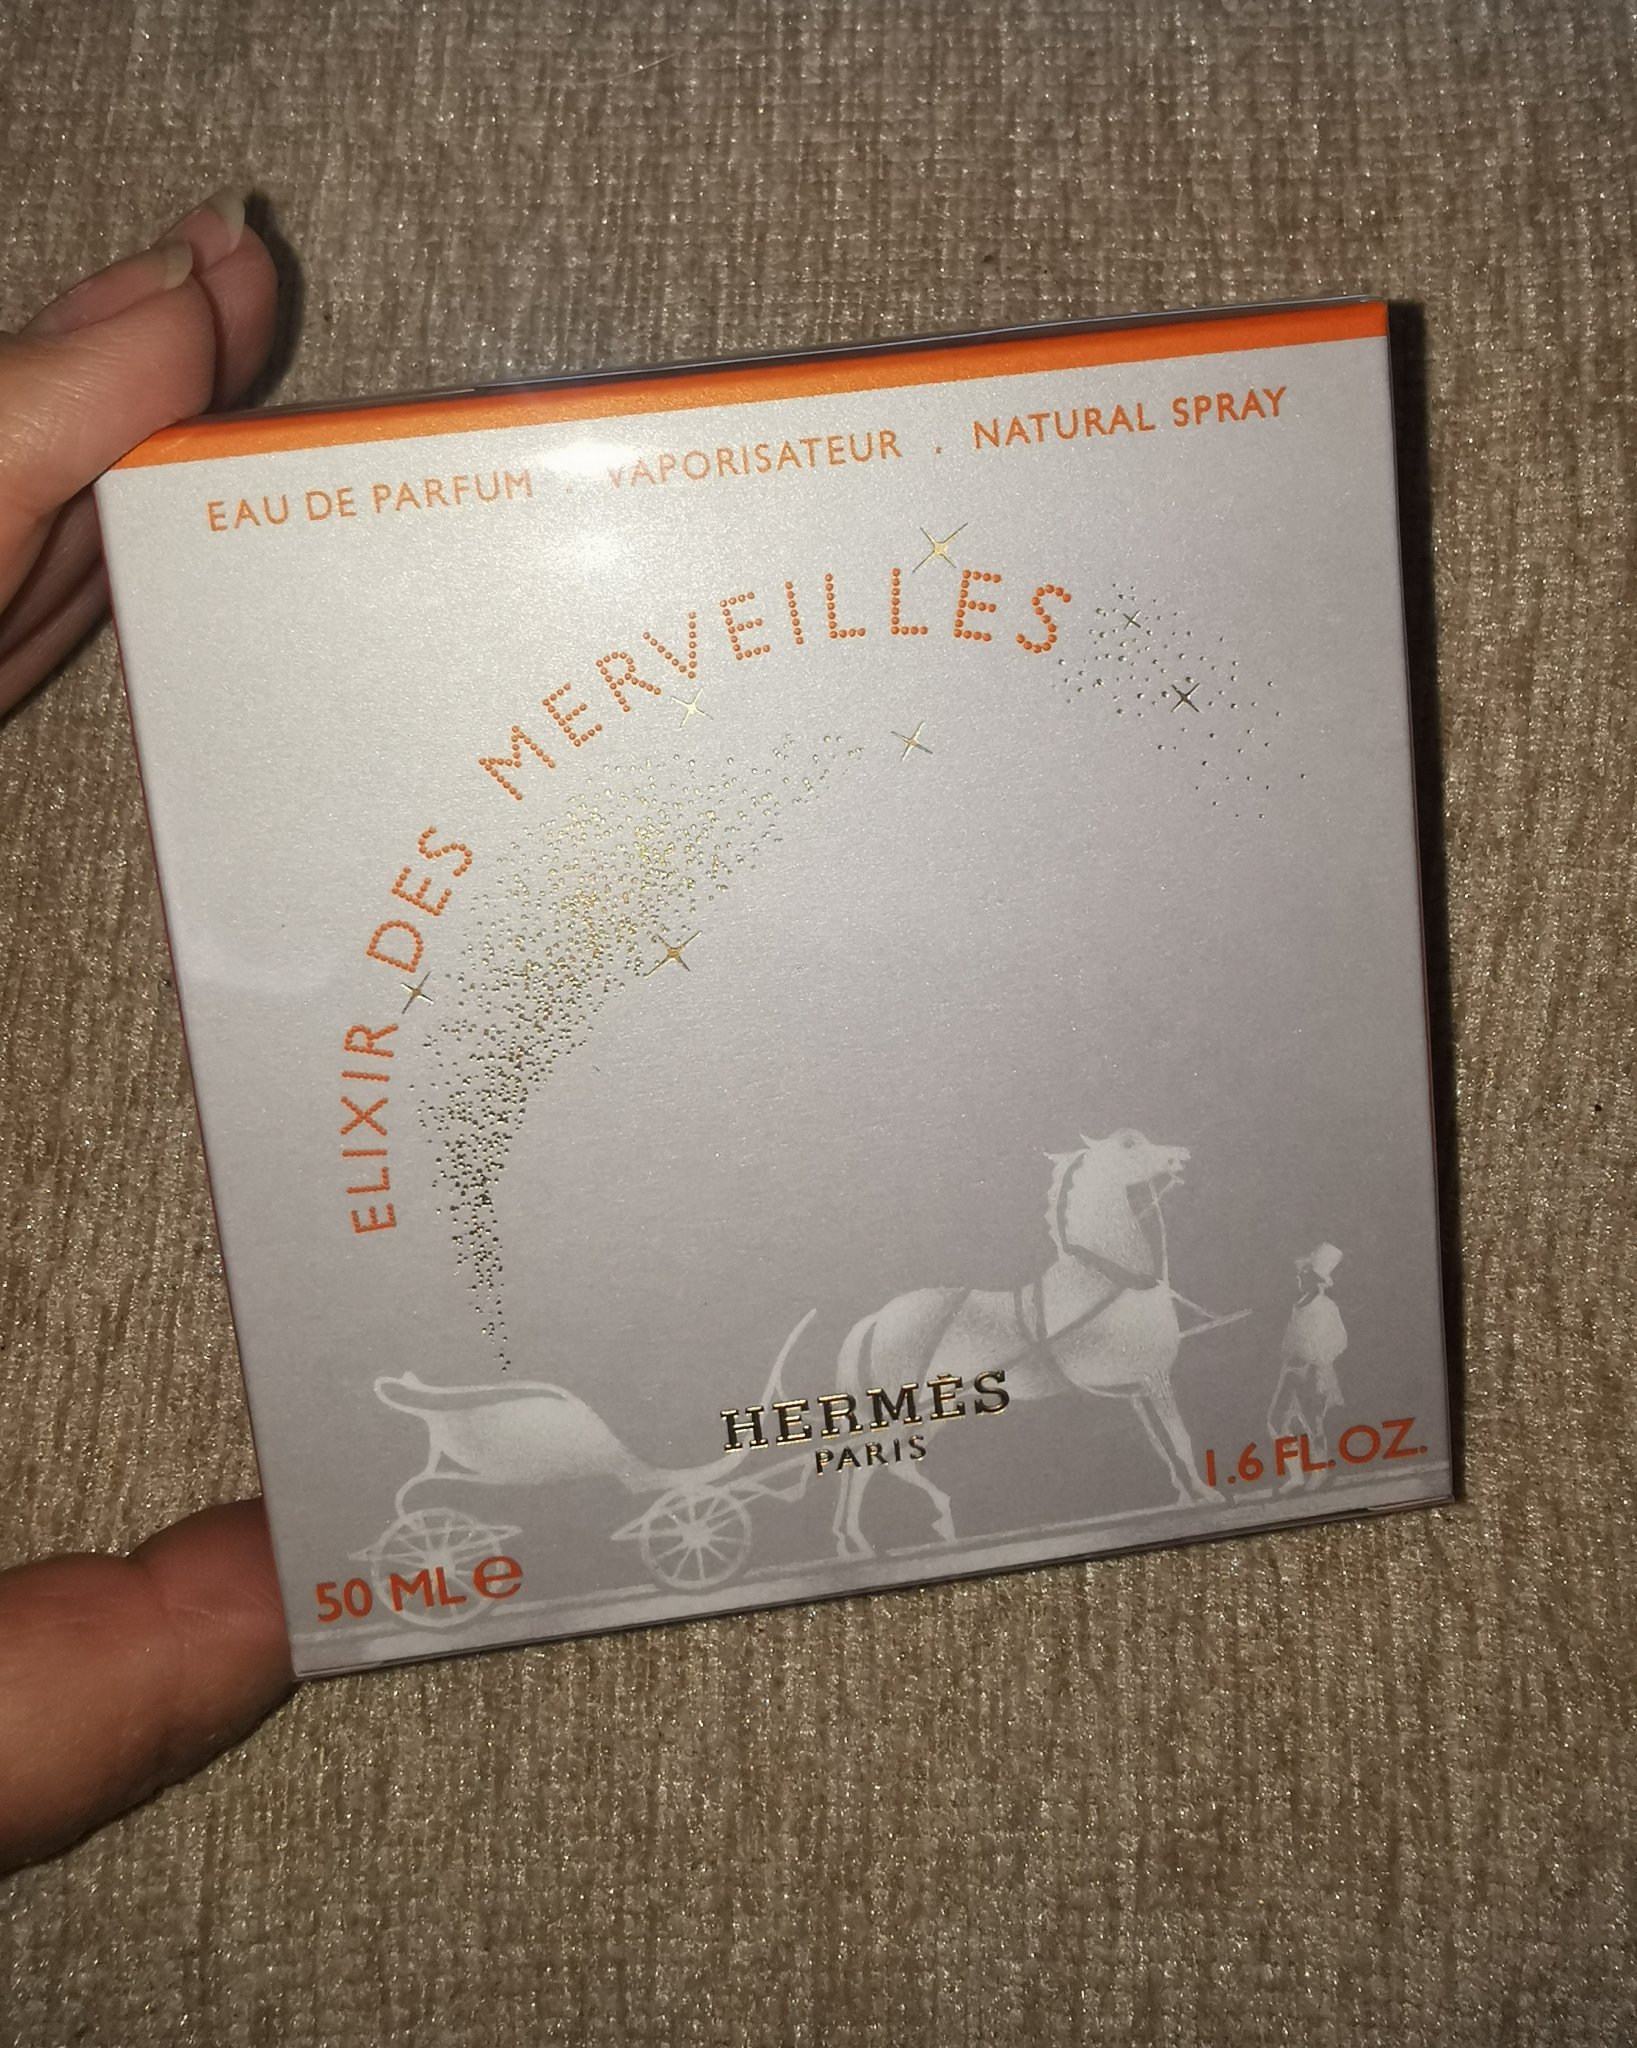 EAU DE PARFUM . VAPORISATEUR . NATURAL SPRAY
ELIXIR DES MERVEILLES
HERMÈS
PARIS
50 ML e
1.6 FL.OZ.